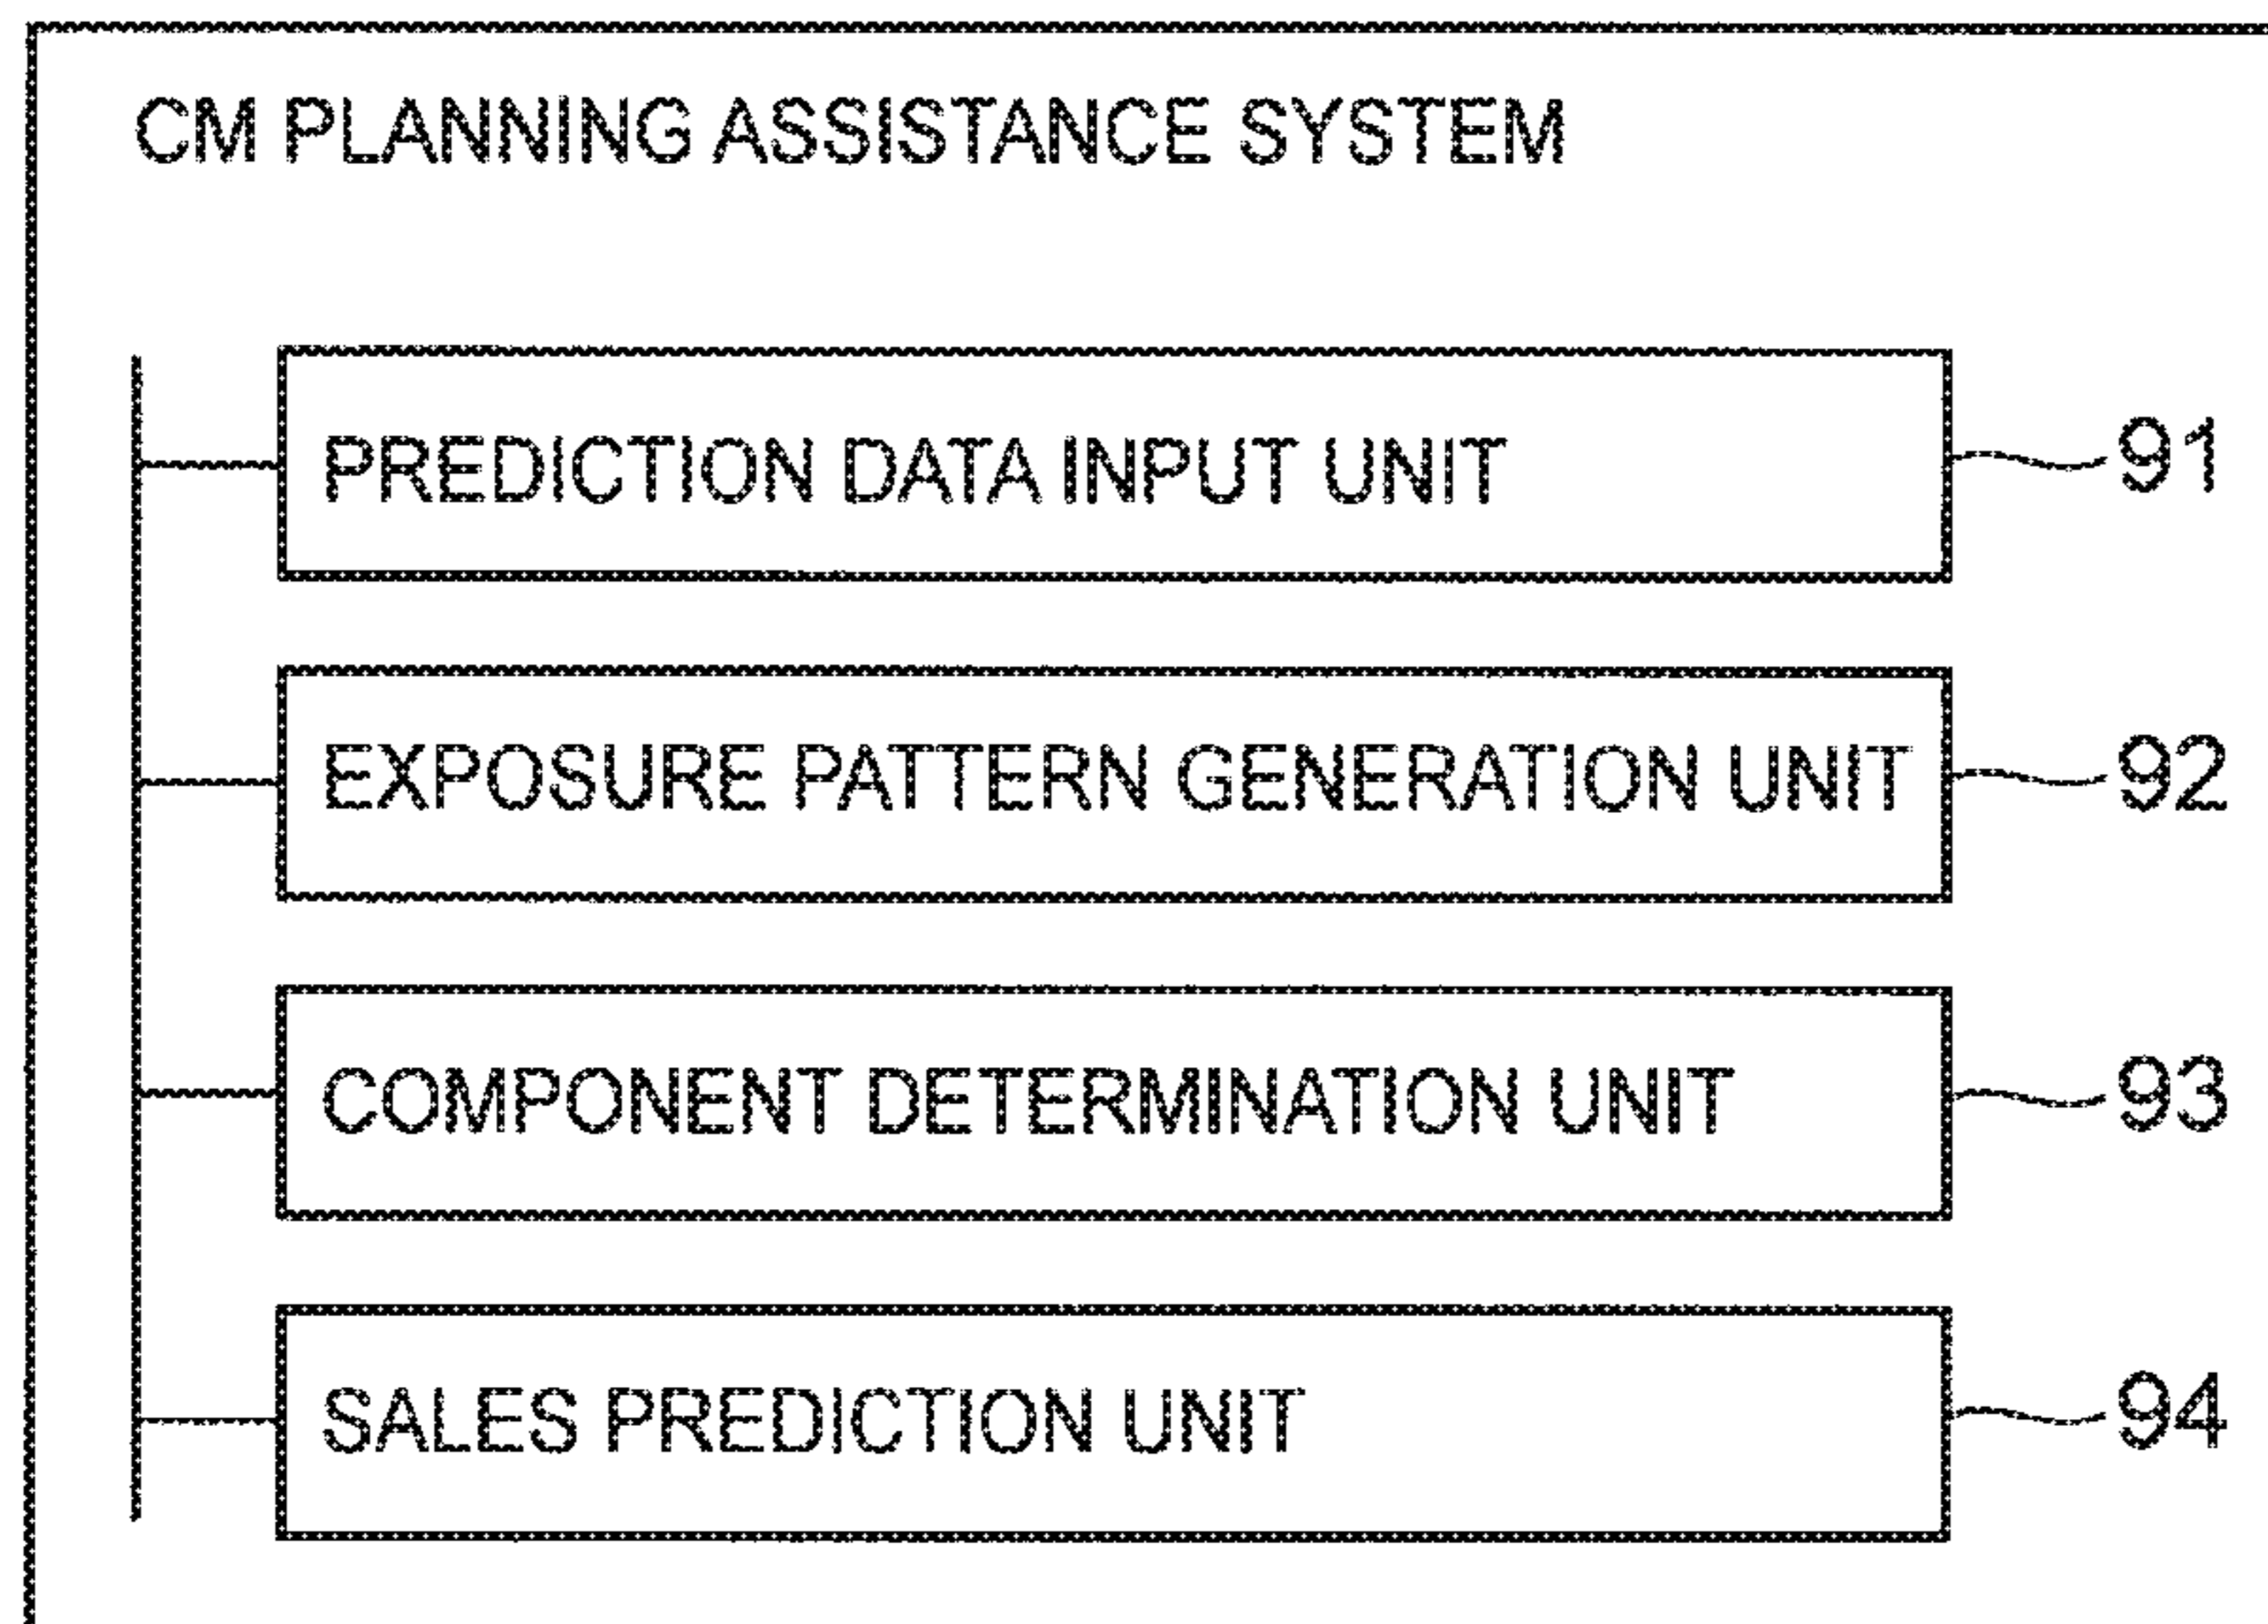 CM PLANNING ASSISTANCE SYSTEM
PREDICTION DATA INPUT UNIT 91
EXPOSURE PATTERN GENERATION UNIT 92
COMPONENT DETERMINATION UNIT 93
SALES PREDICTION UNIT 94